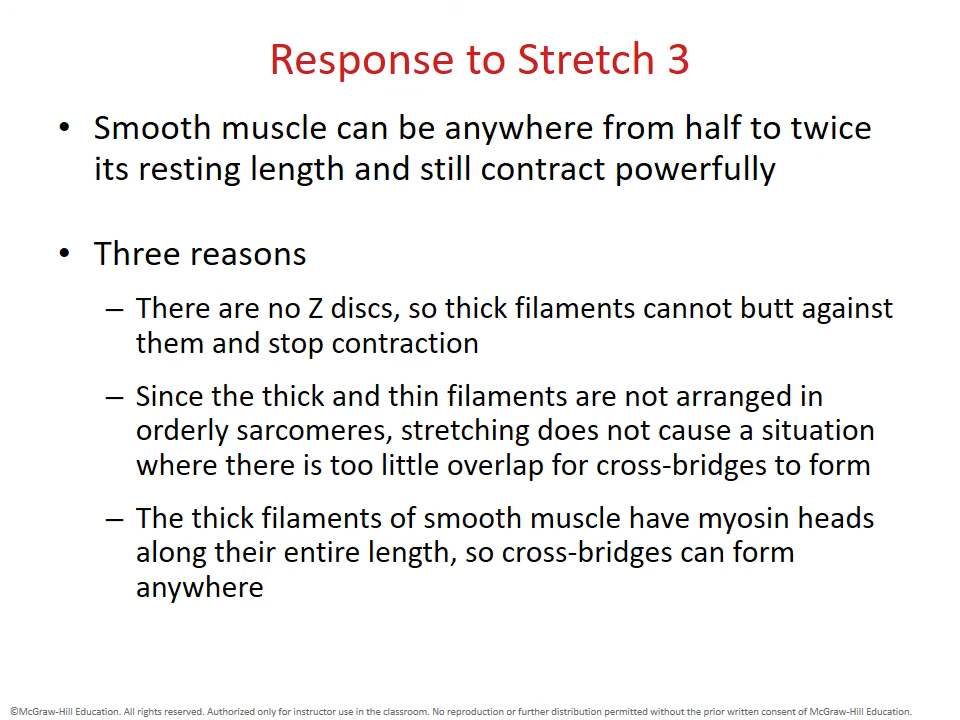 Response to Stretch 3
• Smooth muscle can be anywhere from half to twice
its resting length and still contract powerfully
• Three reasons
– There are no Z discs, so thick filaments cannot butt against
them and stop contraction
– Since the thick and thin filaments are not arranged in
orderly sarcomeres, stretching does not cause a situation
where there is too little overlap for cross-bridges to form
– The thick filaments of smooth muscle have myosin heads
along their entire length, so cross-bridges can form
anywhere
©McGraw-Hill Education. All rights reserved. Authorized only for instructor use in the classroom. No reproduction or further distribution permitted without the prior written consent of McGraw-Hill Education.